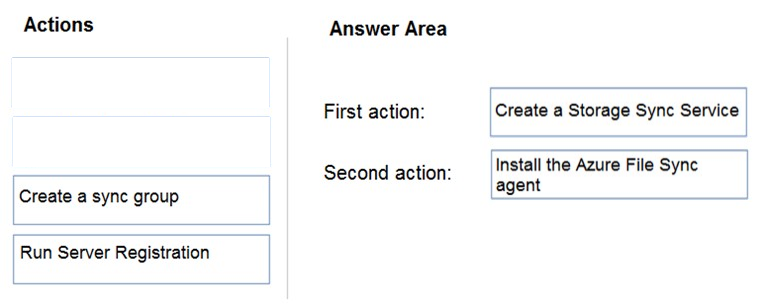 Actions
Answer Area
First action:
Create a Storage Sync Service
Second action:
Install the Azure File Sync
agent
Create a sync group
Run Server Registration